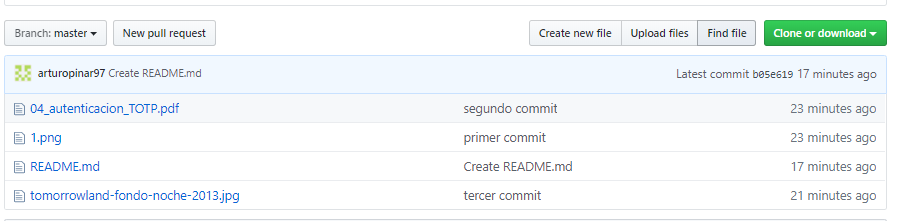 Branch: master New pull request Create new file Upload files Find file Clone or download
arturopinar97 Create README.md Latest commit b05e619 17 minutes ago
04_autenticacion_TOTP.pdf segundo commit 23 minutes ago
1.png primer commit 23 minutes ago
README.md Create README.md 17 minutes ago
tomorrowland-fondo-noche-2013.jpg tercer commit 21 minutes ago